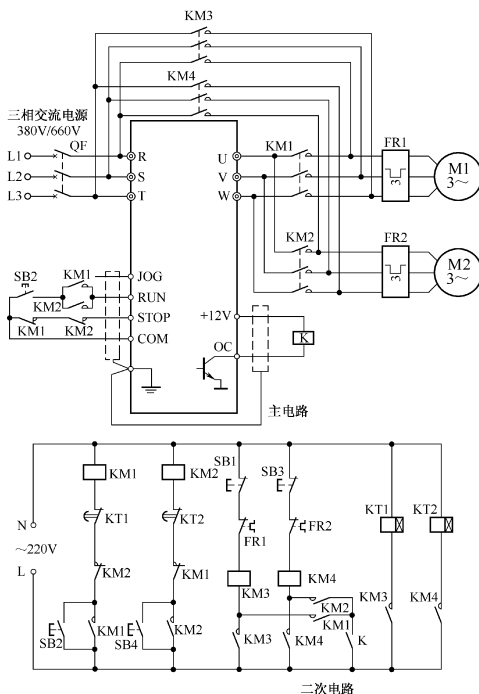 KM3
KM4
三相交流电源
380V/660V
QF
L1
L2
L3
R
S
T
U
V
W
KM1
FR1
3
M1
3～
KM2
FR2
3
M2
3～
SB2
KM1
KM2
KM1
KM2
JOG
RUN
STOP
COM
+12V
OC
K
主电路
N
～220V
L
KM1
KT1
KM2
SB2
KM1
KM2
KT2
KM1
SB4
KM2
SB1
FR1
KM3
KM3
SB3
FR2
KM4
KM4
KM2
KM1
K
KT1
KM3
KT2
KM4
二次电路